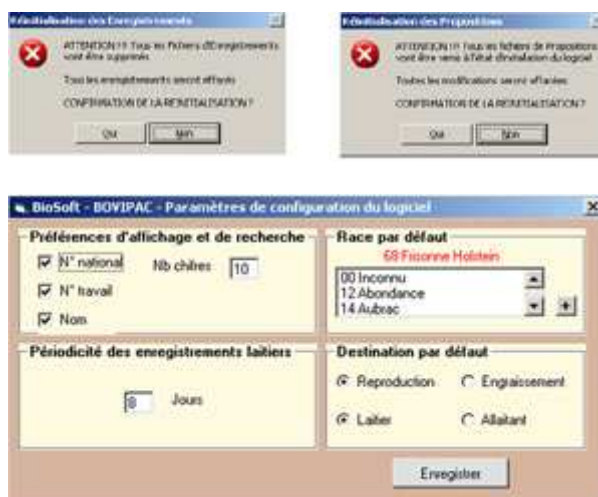 Réinitialisation des Enregistrements
ATTENTION !!! Tous les fichiers d'Enregistrements
vont être supprimés
Tous les enregistrements seront effacés
CONFIRMATION DE LA REINITIALISATION ?
Oui
Non
Réinitialisation des Propositions
ATTENTION !!! Tous les fichiers de Propositions
vont être remis à l'état d'installation du logiciel
Toutes les modifications seront effacées
CONFIRMATION DE LA REINITIALISATION ?
Oui
Non
BioSoft - BOVIPAC - Paramètres de configuration du logiciel
Préférences d'affichage et de recherche
N° national
Nb chifres
10
N° travail
Nom
Race par défaut
00 Inconnu
12 Abondance
14 Aubrac
Périodicité des enregistrements laitiers
8
Jours
Destination par défaut
Reproduction
Engraissement
Laitier
Allaitant
Enregistrer